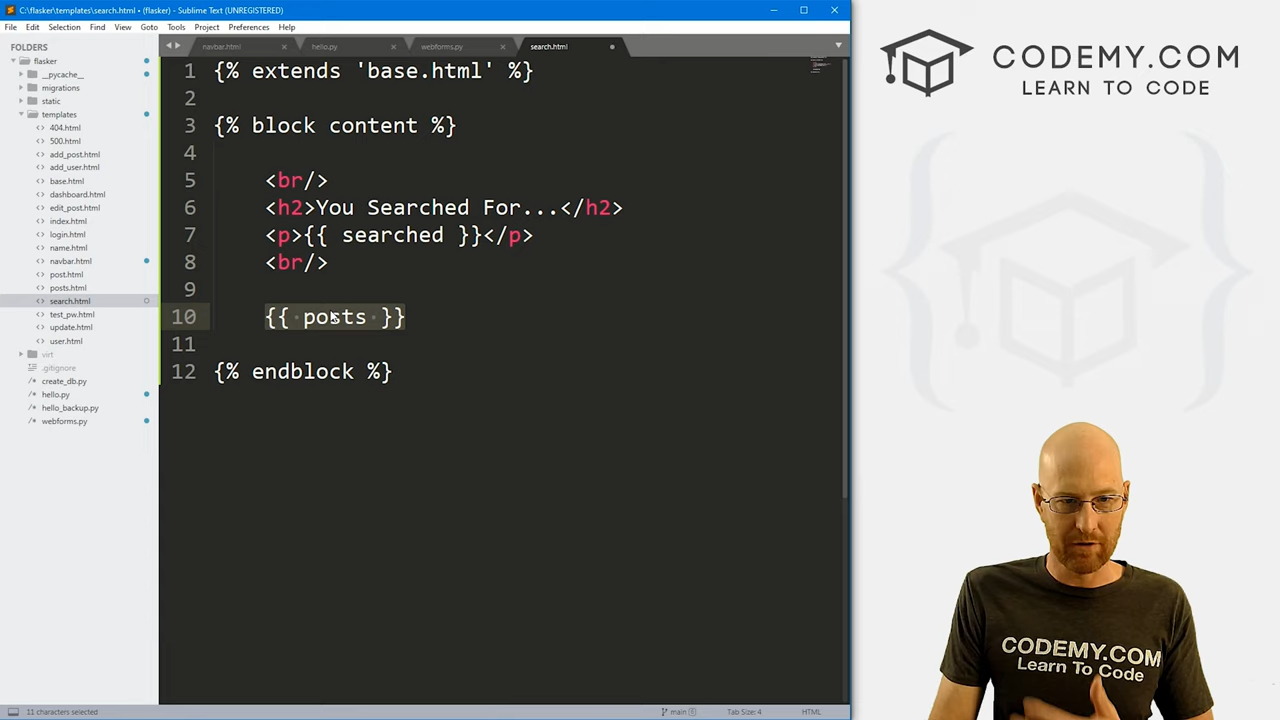 C:\flasker\templates\search.html • (flasker) - Sublime Text (UNREGISTERED)
File Edit Selection Find View Goto Tools Project Preferences Help
FOLDERS
flasker
__pycache__
migrations
static
templates
404.html
500.html
add_post.html
add_user.html
base.html
dashboard.html
edit_post.html
index.html
login.html
name.html
navbar.html
post.html
posts.html
search.html
test_pw.html
update.html
user.html
virt
.gitignore
create_db.py
hello.py
hello_backup.py
webforms.py
navbar.html hello.py webforms.py search.html
1 {% extends 'base.html' %}
2
3 {% block content %}
4
5 <br/>
6 <h2>You Searched For...</h2>
7 <p>{{ searched }}</p>
8 <br/>
9
10 {{ posts }}
11
12 {% endblock %}
11 characters selected
main
Tab Size: 4
HTML
CODEMY.COM
LEARN TO CODE
CODEMY.COM
Learn To Code